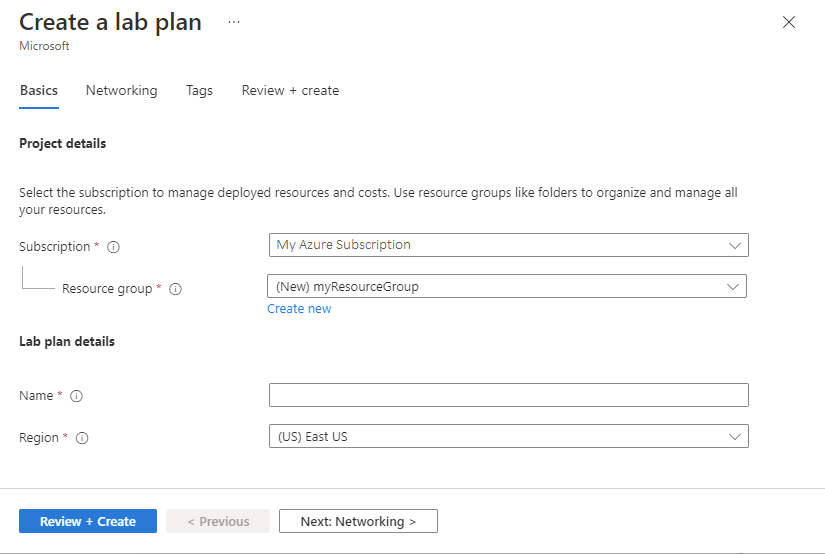 Create a lab plan ...
Microsoft
Basics Networking Tags Review + create
Project details
Select the subscription to manage deployed resources and costs. Use resource groups like folders to organize and manage all
your resources.
Subscription * My Azure Subscription
Resource group * (New) myResourceGroup
Create new
Lab plan details
Name *
Region * (US) East US
Review + Create < Previous Next: Networking >